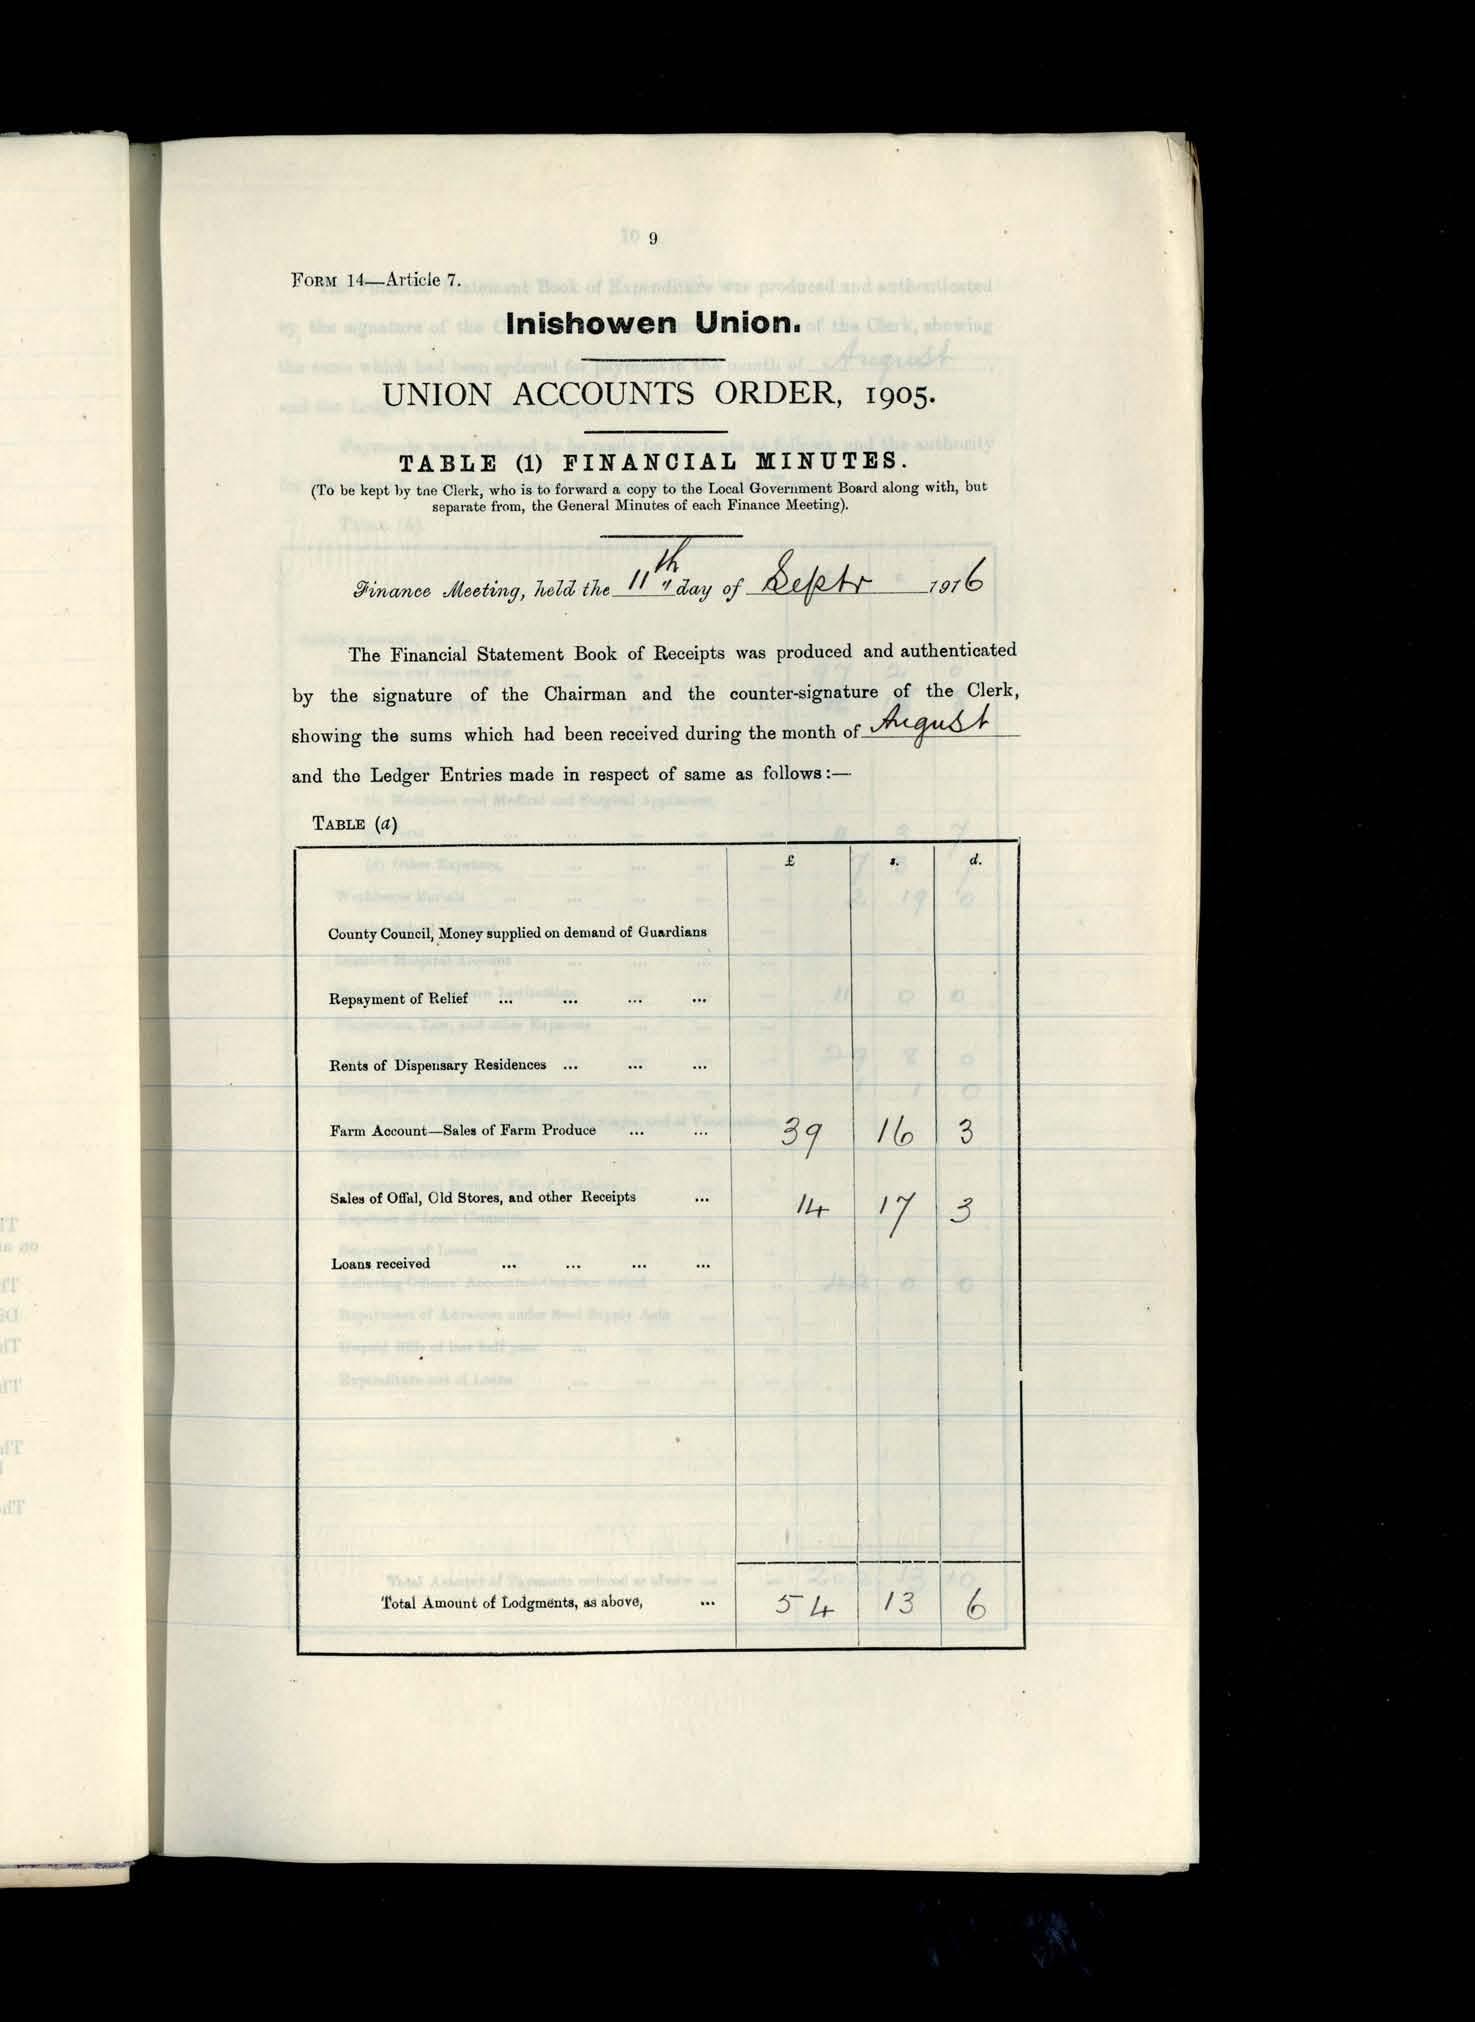 9
FORM 14—Article 7.
Inishowen Union.
UNION ACCOUNTS ORDER, 1905.
TABLE (1) FINANCIAL MINUTES.
(To be kept by the Clerk, who is to forward a copy to the Local Government Board along with, but
separate from, the General Minutes of each Finance Meeting).
Finance Meeting, held the 11th day of Septr 1916
The Financial Statement Book of Receipts was produced and authenticated
by the signature of the Chairman and the counter-signature of the Clerk,
showing the sums which had been received during the month of August
and the Ledger Entries made in respect of same as follows:—
TABLE (a)
£ s. d.
County Council, Money supplied on demand of Guardians
Repayment of Relief ... ... ... ...
Rents of Dispensary Residences ... ... ...
Farm Account—Sales of Farm Produce ... ... 39 16 3
Sales of Offal, Old Stores, and other Receipts ... 14 17 3
Loans received ... ... ... ...
Total Amount of Lodgments, as above, ... 54 13 6